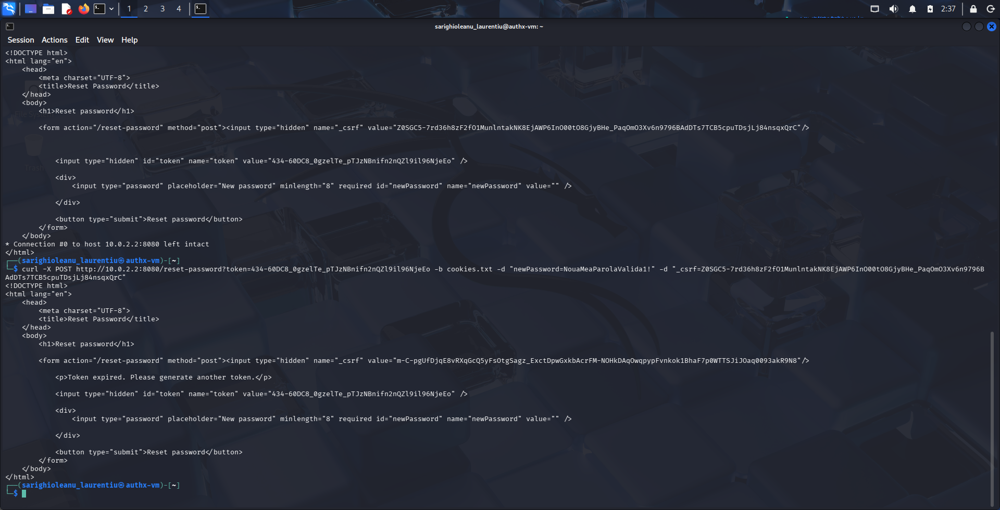 1 2 3 4
2:37
sarighioleanu_laurentiu@authx-vm: ~
Session Actions Edit View Help
<!DOCTYPE html>
<html lang="en">
<head>
<meta charset="UTF-8">
<title>Reset Password</title>
</head>
<body>
<h1>Reset password</h1>
<form action="/reset-password" method="post"><input type="hidden" name="_csrf" value="Z0SGC5-7rd36h8zF2fO1MunlntakNK8EjAWP6InO00tO8GjyBHe_PaqOmO3Xv6n9796BAdDTs7TCB5cpuTDsjLj84nsqxQrC"/>
<input type="hidden" id="token" name="token" value="434-60DC8_0gzelTe_pTJzNBnifn2nQZl9il96NjeEo" />
<div>
<input type="password" placeholder="New password" minlength="8" required id="newPassword" name="newPassword" value="" />
</div>
<button type="submit">Reset password</button>
</form>
</body>
* Connection #0 to host 10.0.2.2:8080 left intact
</html>
┌──(sarighioleanu_laurentiu㉿authx-vm)-[~]
└─$ curl -X POST http://10.0.2.2:8080/reset-password?token=434-60DC8_0gzelTe_pTJzNBnifn2nQZl9il96NjeEo -b cookies.txt -d "newPassword=NouaMeaParolaValida1!" -d "_csrf=Z0SGC5-7rd36h8zF2fO1MunlntakNK8EjAWP6InO00tO8GjyBHe_PaqOmO3Xv6n9796B
AdDTs7TCB5cpuTDsjLj84nsqxQrC"
<!DOCTYPE html>
<html lang="en">
<head>
<meta charset="UTF-8">
<title>Reset Password</title>
</head>
<body>
<h1>Reset password</h1>
<form action="/reset-password" method="post"><input type="hidden" name="_csrf" value="m-C-pgUfDjqE8vRXqGcQ5yFsOtgSagz_ExctDpwGxkbAcrFM-NOHkDAqOwqpypFvnkok1BhaF7p0WTTSJiJOaq0093akR9N8"/>
<p>Token expired. Please generate another token.</p>
<input type="hidden" id="token" name="token" value="434-60DC8_0gzelTe_pTJzNBnifn2nQZl9il96NjeEo" />
<div>
<input type="password" placeholder="New password" minlength="8" required id="newPassword" name="newPassword" value="" />
</div>
<button type="submit">Reset password</button>
</form>
</body>
</html>
┌──(sarighioleanu_laurentiu㉿authx-vm)-[~]
└─$